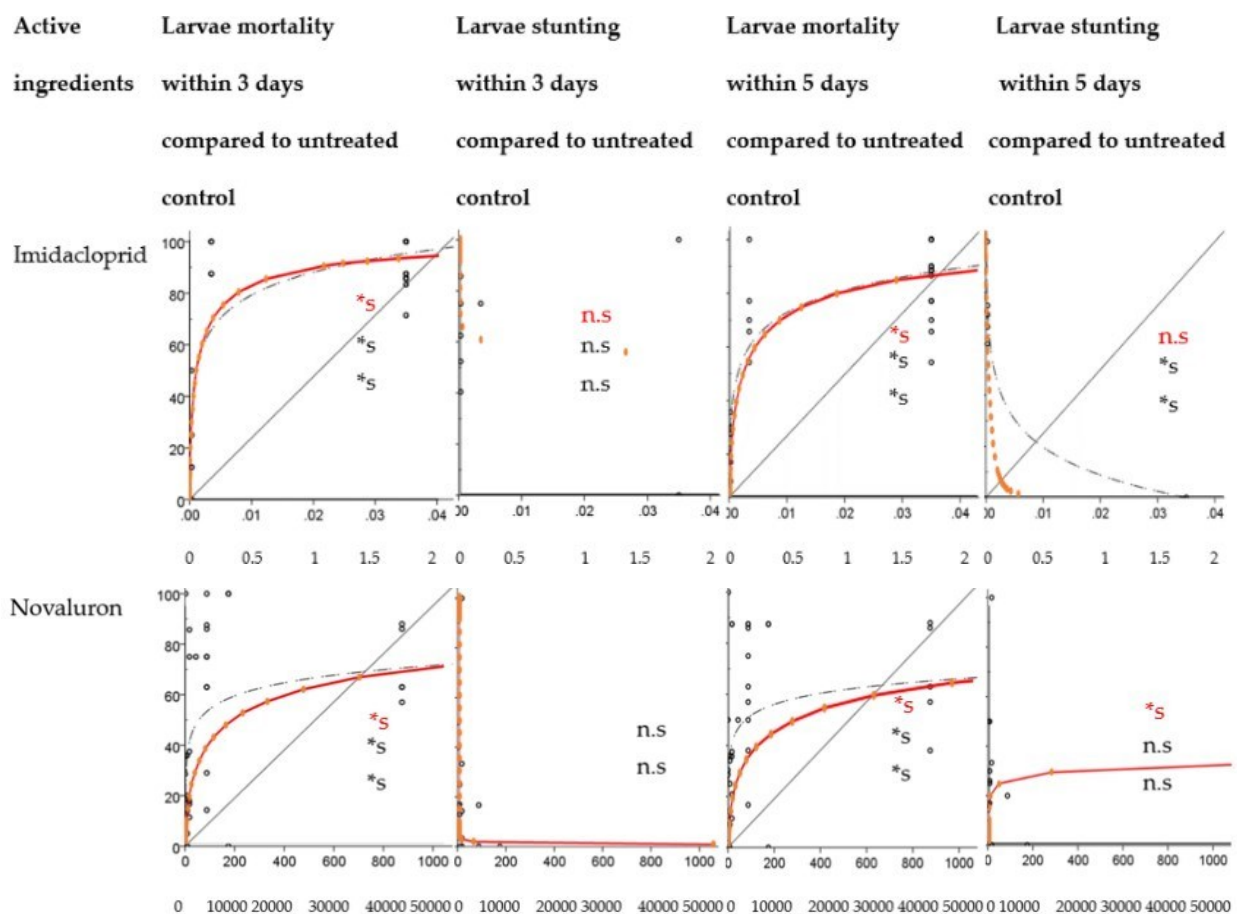 Active Larvae mortality Larvae stunting Larvae mortality Larvae stunting
ingredients within 3 days within 3 days within 5 days within 5 days
compared to untreated compared to untreated compared to untreated compared to untreated
control control control control
Imidacloprid
100
80
60
40
20
0
*s
*s
*s
n.s
n.s
n.s
*s
*s
*s
n.s
*s
*s
.00 .01 .02 .03 .04 .00 .01 .02 .03 .04 00 .01 .02 .03 .04 00 .01 .02 .03 .04
0 0.5 1 1.5 2 0 0.5 1 1.5 2 0 0.5 1 1.5 2 0 0.5 1 1.5 2
Novaluron
100
80
60
40
20
0
*s
*s
*s
n.s
n.s
*s
*s
*s
*s
n.s
n.s
0 200 400 600 800 1000 0 200 400 600 800 1000 0 200 400 600 800 1000 0 200 400 600 800 1000
0 10000 20000 30000 40000 50000 0 10000 20000 30000 40000 50000 0 10000 20000 30000 40000 50000 0 10000 20000 30000 40000 50000